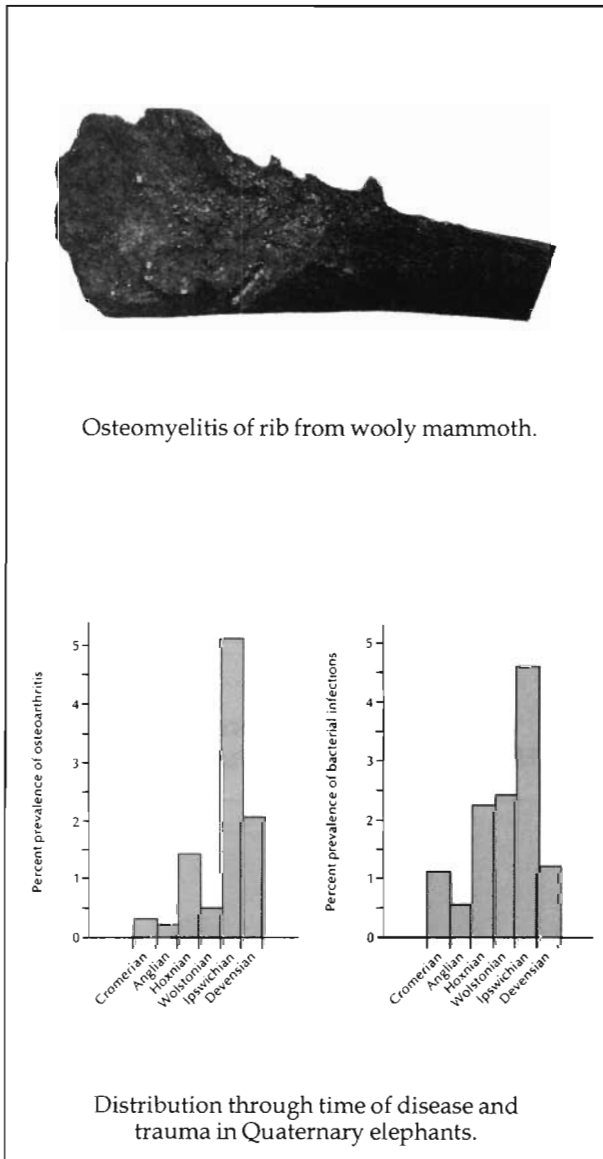 Osteomyelitis of rib from wooly mammoth.
Percent prevalence of osteoarthritis
5
4
3
2
1
0
Cromerian
Anglian
Hoxnian
Wolstonian
Ipswichian
Devensian
Percent prevalence of bacterial infections
5
4
3
2
1
0
Cromerian
Anglian
Hoxnian
Wolstonian
Ipswichian
Devensian
Distribution through time of disease and
trauma in Quaternary elephants.